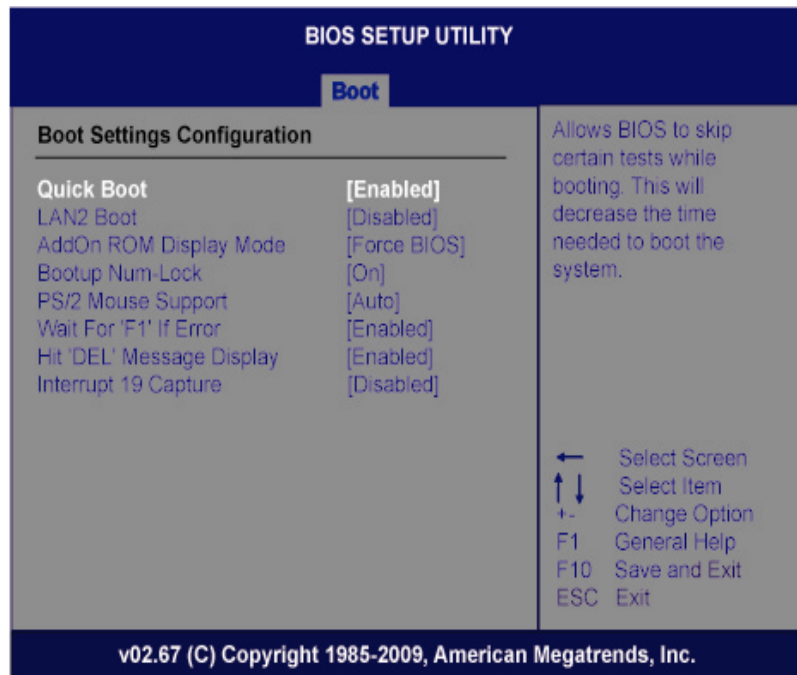 BIOS SETUP UTILITY
Boot
Boot Settings Configuration
Quick Boot [Enabled]
LAN2 Boot [Disabled]
AddOn ROM Display Mode [Force BIOS]
Bootup Num-Lock [On]
PS/2 Mouse Support [Auto]
Wait For 'F1' If Error [Enabled]
Hit 'DEL' Message Display [Enabled]
Interrupt 19 Capture [Disabled]
Allows BIOS to skip
certain tests while
booting. This will
decrease the time
needed to boot the
system.
← Select Screen
↑↓ Select Item
+- Change Option
F1 General Help
F10 Save and Exit
ESC Exit
v02.67 (C) Copyright 1985-2009, American Megatrends, Inc.